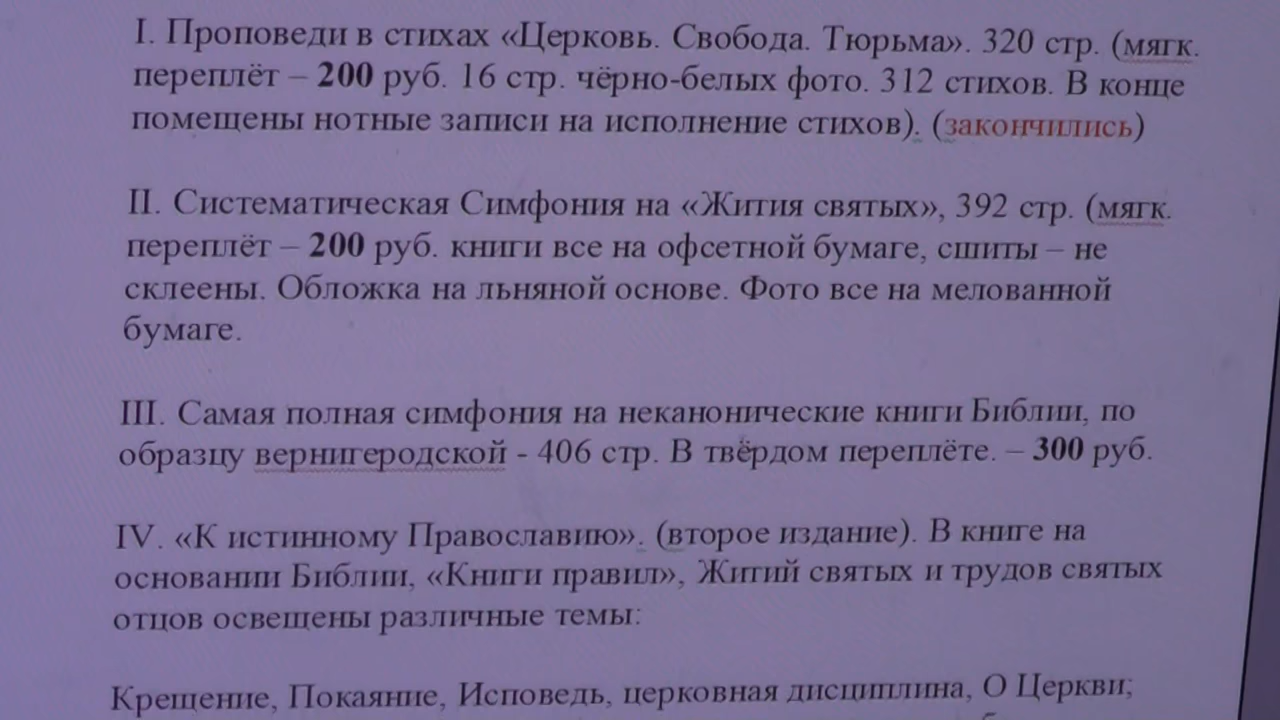 I. Проповеди в стихах «Церковь. Свобода. Тюрьма». 320 стр. (мягк.
переплёт – 200 руб. 16 стр. чёрно-белых фото. 312 стихов. В конце
помещены нотные записи на исполнение стихов). (закончились)
II. Систематическая Симфония на «Жития святых», 392 стр. (мягк.
переплёт – 200 руб. книги все на офсетной бумаге, сшиты – не
склеены. Обложка на льняной основе. Фото все на мелованной
бумаге.
III. Самая полная симфония на неканонические книги Библии, по
образцу вернигеродской - 406 стр. В твёрдом переплёте. – 300 руб.
IV. «К истинному Православию». (второе издание). В книге на
основании Библии, «Книги правил», Житий святых и трудов святых
отцов освещены различные темы:
Крещение, Покаяние, Исповедь, церковная дисциплина, О Церкви;